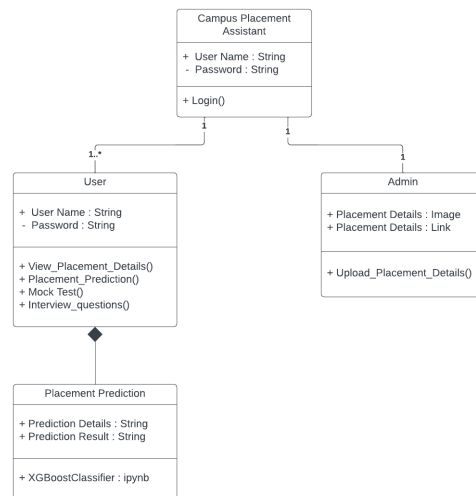 Campus Placement
Assistant
+ User Name : String
- Password : String
+ Login()
1
1
1..*
1
User
+ User Name : String
- Password : String
+ View_Placement_Details()
+ Placement_Prediction()
+ Mock Test()
+ Interview_questions()
Admin
+ Placement Details : Image
+ Placement Details : Link
+ Upload_Placement_Details()
Placement Prediction
+ Prediction Details : String
+ Prediction Result : String
+ XGBoostClassifier : ipynb